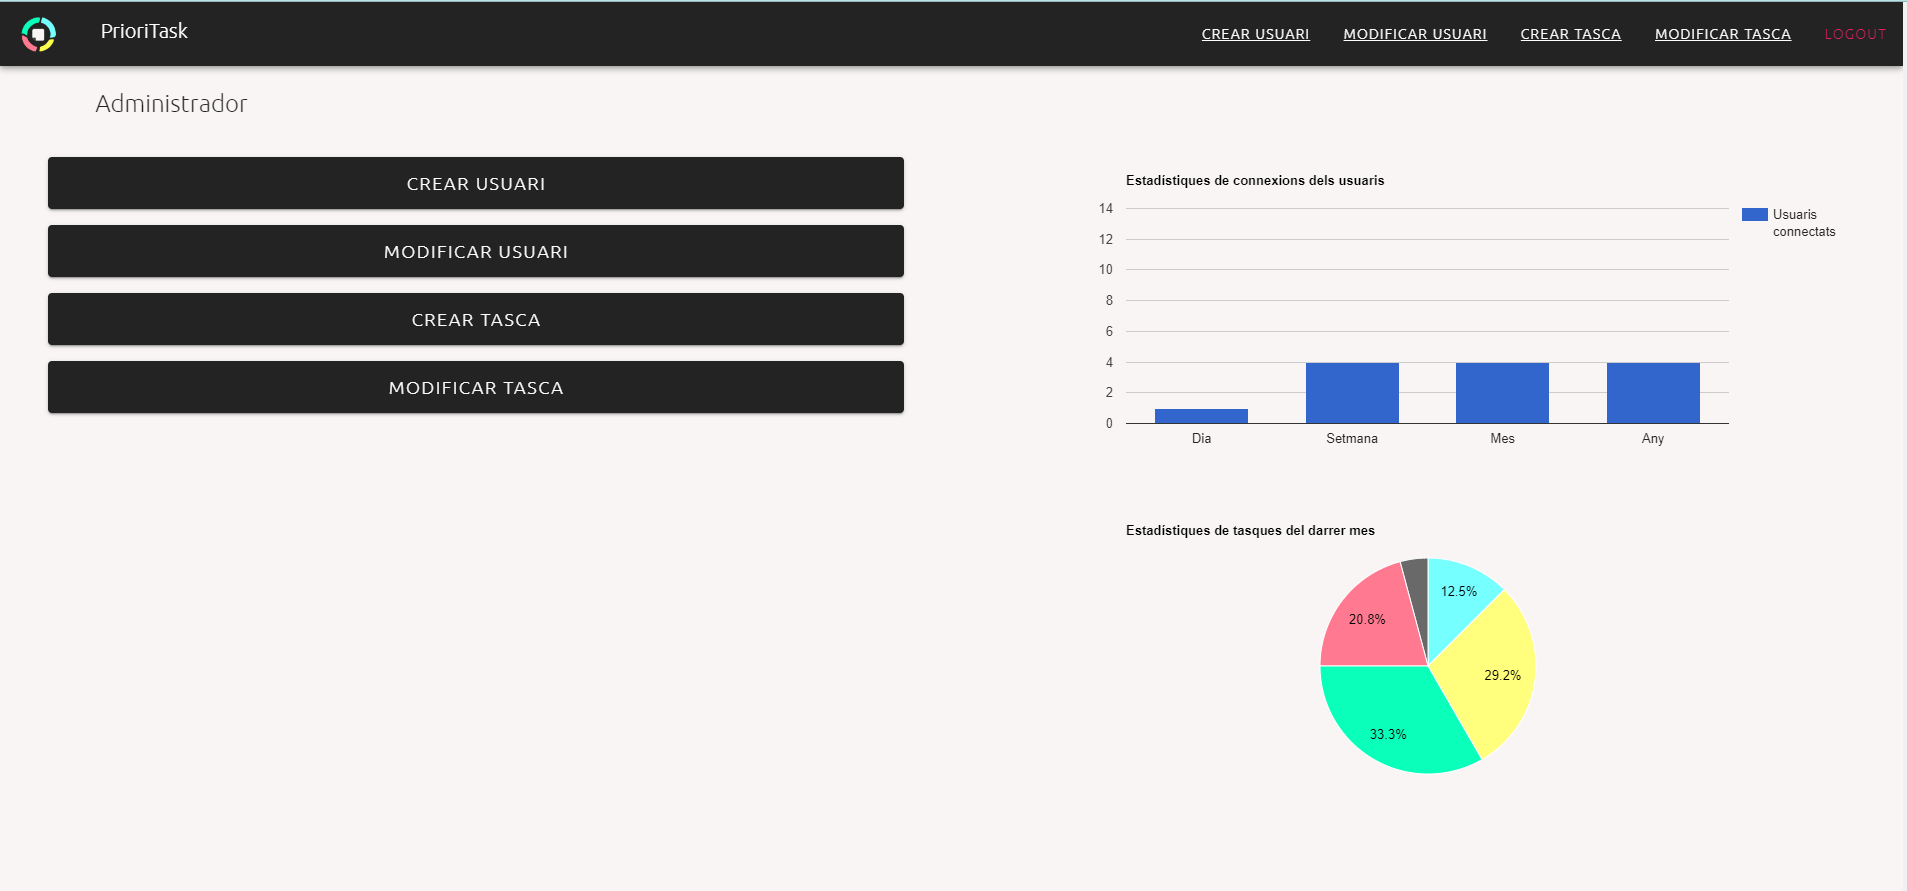 PrioriTask
CREAR USUARI
MODIFICAR USUARI
CREAR TASCA
MODIFICAR TASCA
LOGOUT
Administrador
CREAR USUARI
MODIFICAR USUARI
CREAR TASCA
MODIFICAR TASCA
Estadístiques de connexions dels usuaris
14
12
10
8
6
4
2
0
Dia
Setmana
Mes
Any
Usuaris
connectats
Estadístiques de tasques del darrer mes
12.5%
20.8%
29.2%
33.3%